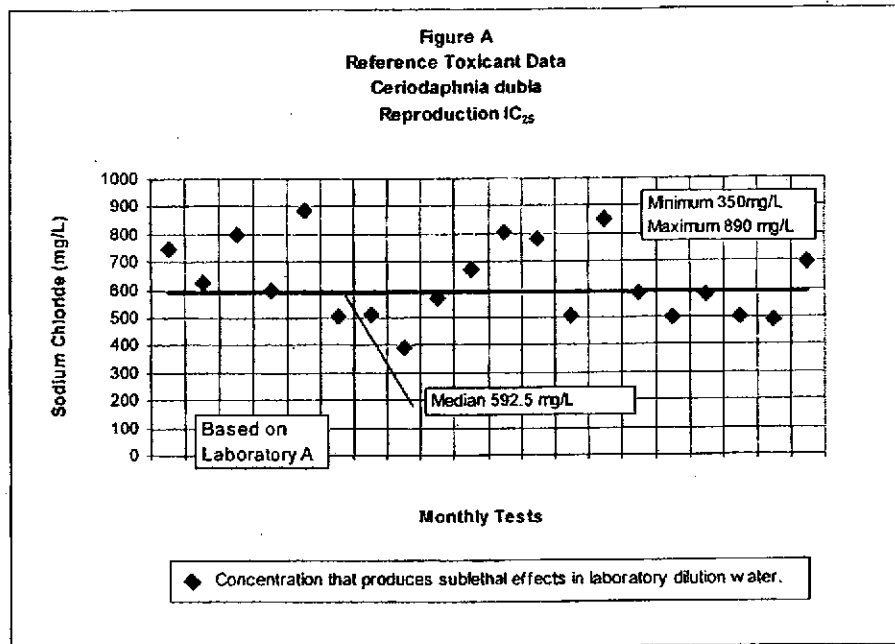 Figure A
Reference Toxicant Data
Ceriodaphnia dubia
Reproduction IC₂₅
Sodium Chloride (mg/L)
1000
900
800
700
600
500
400
300
200
100
0
Minimum 350mg/L
Maximum 890 mg/L
Median 592.5 mg/L
Based on
Laboratory A
Monthly Tests
Concentration that produces sublethal effects in laboratory dilution water.